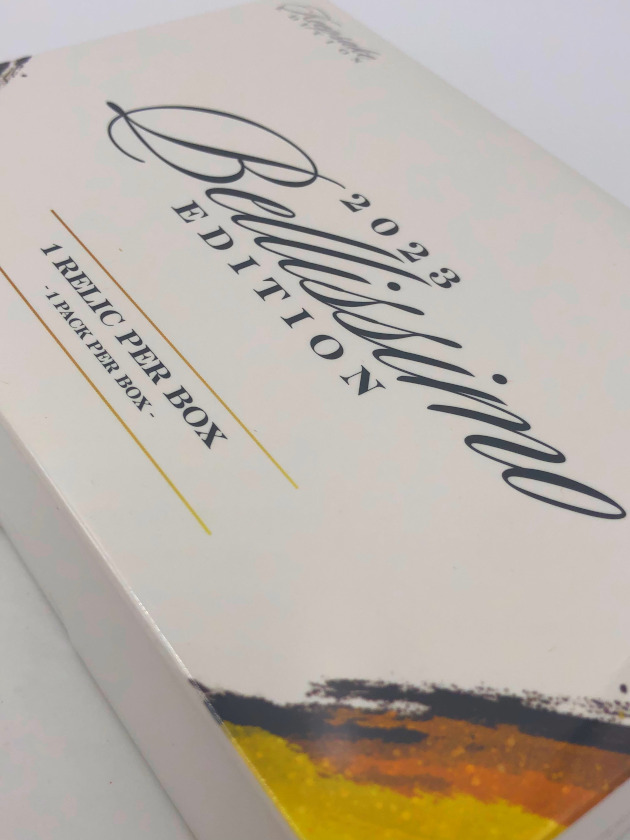 2023
Bellissimo
EDITION
1 RELIC PER BOX
-1 PACK PER BOX-